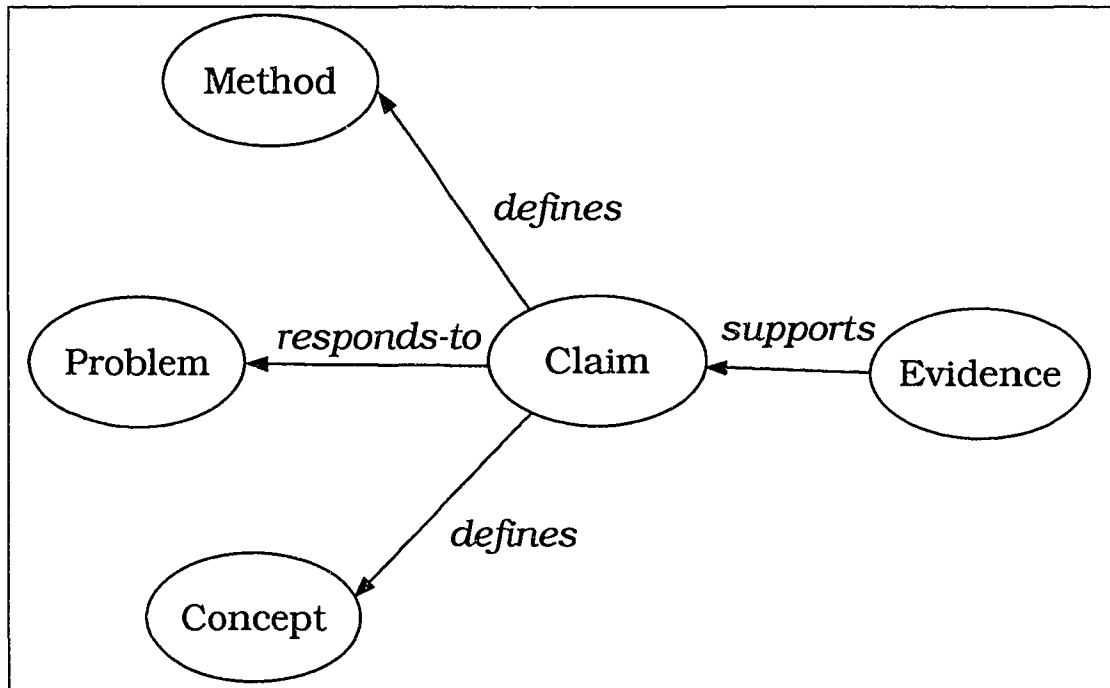 Method
defines
responds-to
supports
Problem
Claim
Evidence
defines
Concept